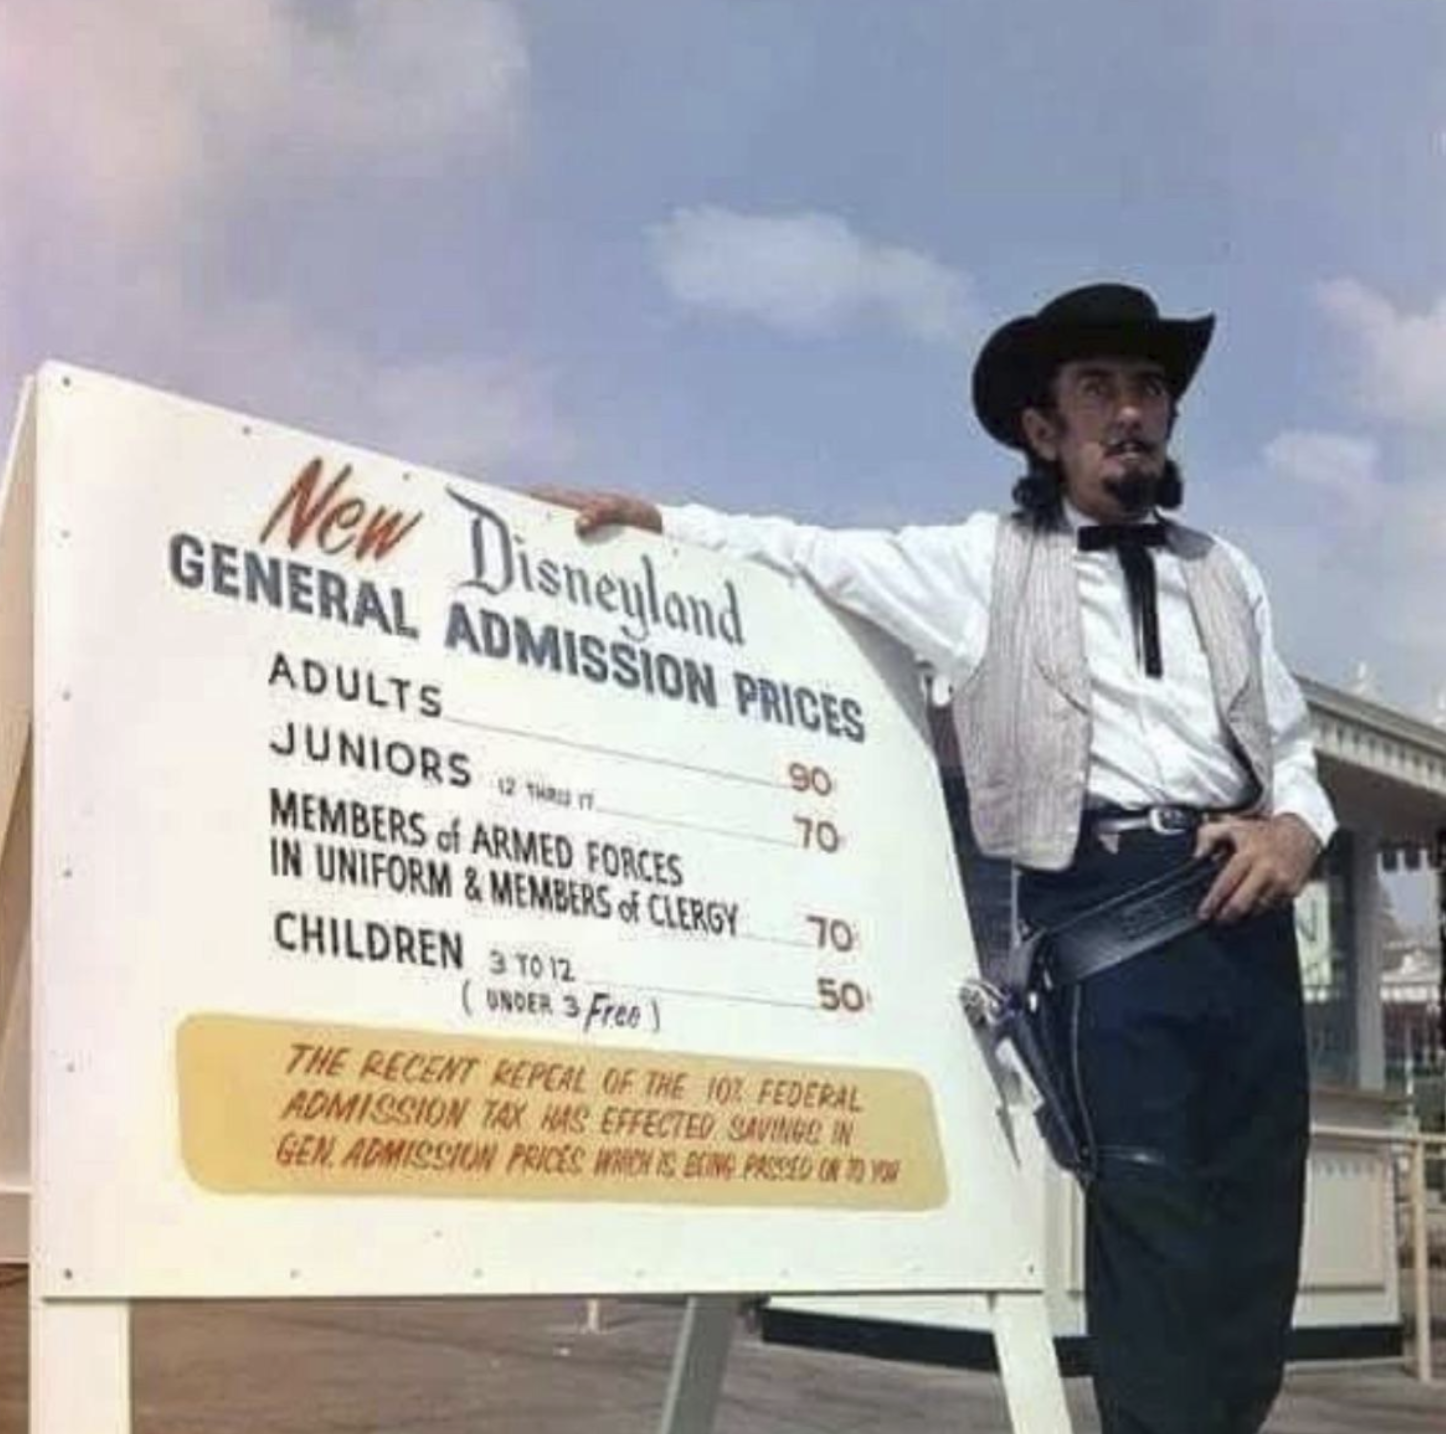 New Disneyland
GENERAL ADMISSION PRICES
ADULTS 90
JUNIORS 12 THRU 17 70¢
MEMBERS of ARMED FORCES
IN UNIFORM & MEMBERS of CLERGY 70¢
CHILDREN 3 TO 12 50¢
( UNDER 3 Free )
THE RECENT REPEAL OF THE 10% FEDERAL
ADMISSION TAX HAS EFFECTED SAVINGS IN
GEN. ADMISSION PRICES WHICH IS BEING PASSED ON TO YOU